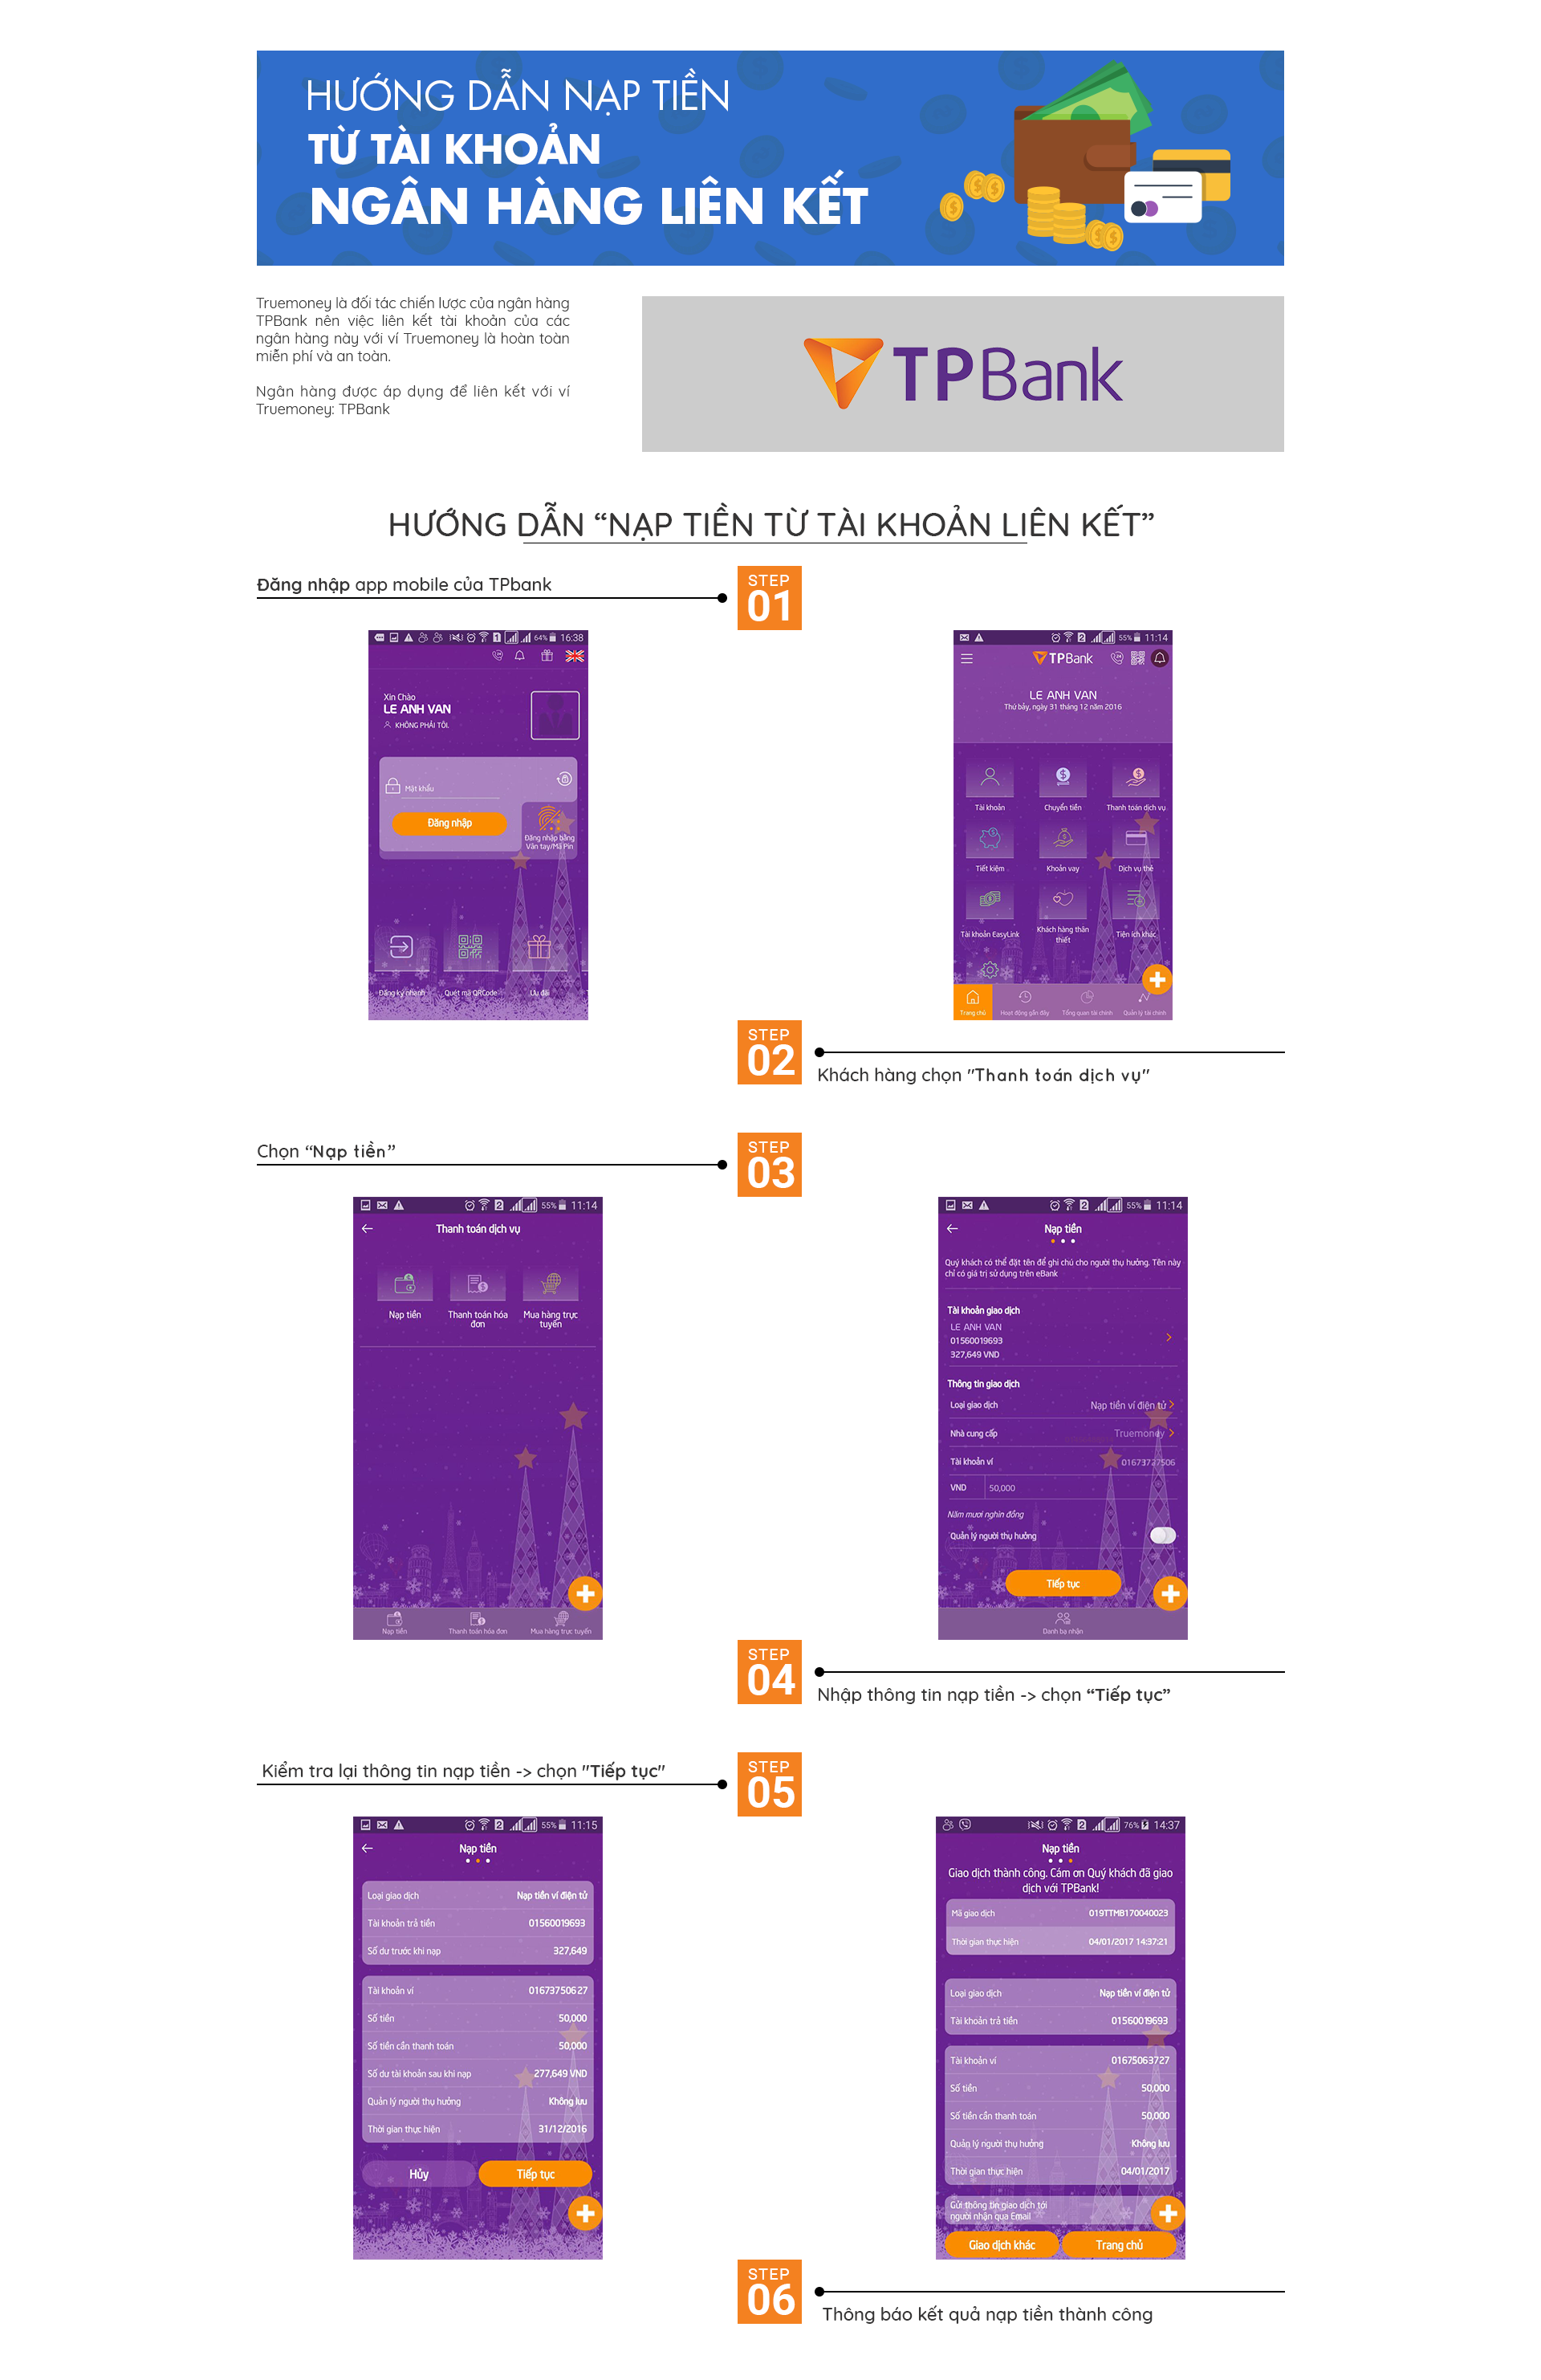 HƯỚNG DẪN NẠP TIỀN
TỪ TÀI KHOẢN
NGÂN HÀNG LIÊN KẾT
Truemoney là đối tác chiến lược của ngân hàng
TPBank nên việc liên kết tài khoản của các
ngân hàng này với ví Truemoney là hoàn toàn
miễn phí và an toàn.
Ngân hàng được áp dụng để liên kết với ví
Truemoney: TPBank
TPBank
HƯỚNG DẪN “NẠP TIỀN TỪ TÀI KHOẢN LIÊN KẾT”
Đăng nhập app mobile của TPbank
STEP
01
64% 16:38
Xin Chào
LE ANH VAN
KHÔNG PHẢI TÔI.
Mật khẩu
Đăng nhập
Đăng nhập bằng
Vân tay/Mã Pin
Đăng ký nhanh
Quét mã QRCode
Ưu đãi
55% 11:14
TPBank
LE ANH VAN
Thứ bảy, ngày 31 tháng 12 năm 2016
Tài khoản
Chuyển tiền
Thanh toán dịch vụ
Tiết kiệm
Khoản vay
Dịch vụ thẻ
Tài khoản EasyLink
Khách hàng thân
thiết
Tiện ích khác
Trang chủ
Hoạt động gần đây
Tổng quan tài chính
Quản lý tài chính
STEP
02
Khách hàng chọn "Thanh toán dịch vụ"
Chọn “Nạp tiền”
STEP
03
55% 11:14
Thanh toán dịch vụ
Nạp tiền
Thanh toán hóa
đơn
Mua hàng trực
tuyến
Nạp tiền
Thanh toán hóa đơn
Mua hàng trực tuyến
55% 11:14
Nạp tiền
Quý khách có thể đặt tên để ghi chú cho người thụ hưởng. Tên này
chỉ có giá trị sử dụng trên eBank
Tài khoản giao dịch
LE ANH VAN
01560019693
327,649 VND
Thông tin giao dịch
Loại giao dịch
Nạp tiền ví điện tử
Nhà cung cấp
Truemoney
Tài khoản ví
01673727506
VND
50,000
Năm mươi nghìn đồng
Quản lý người thụ hưởng
Tiếp tục
Danh bạ nhận
STEP
04
Nhập thông tin nạp tiền -> chọn “Tiếp tục”
Kiểm tra lại thông tin nạp tiền -> chọn "Tiếp tục"
STEP
05
55% 11:15
Nạp tiền
Loại giao dịch
Nạp tiền ví điện tử
Tài khoản trả tiền
01560019693
Số dư trước khi nạp
327,649
Tài khoản ví
01673750627
Số tiền
50,000
Số tiền cần thanh toán
50,000
Số dư tài khoản sau khi nạp
277,649 VND
Quản lý người thụ hưởng
Không lưu
Thời gian thực hiện
31/12/2016
Hủy
Tiếp tục
76% 14:37
Nạp tiền
Giao dịch thành công. Cám ơn Quý khách đã giao
dịch với TPBank!
Mã giao dịch
019TTMB170040023
Thời gian thực hiện
04/01/2017 14:37:21
Loại giao dịch
Nạp tiền ví điện tử
Tài khoản trả tiền
01560019693
Tài khoản ví
01675063727
Số tiền
50,000
Số tiền cần thanh toán
50,000
Quản lý người thụ hưởng
Không lưu
Thời gian thực hiện
04/01/2017
Gửi thông tin giao dịch tới
người nhận qua Email
Giao dịch khác
Trang chủ
STEP
06
Thông báo kết quả nạp tiền thành công